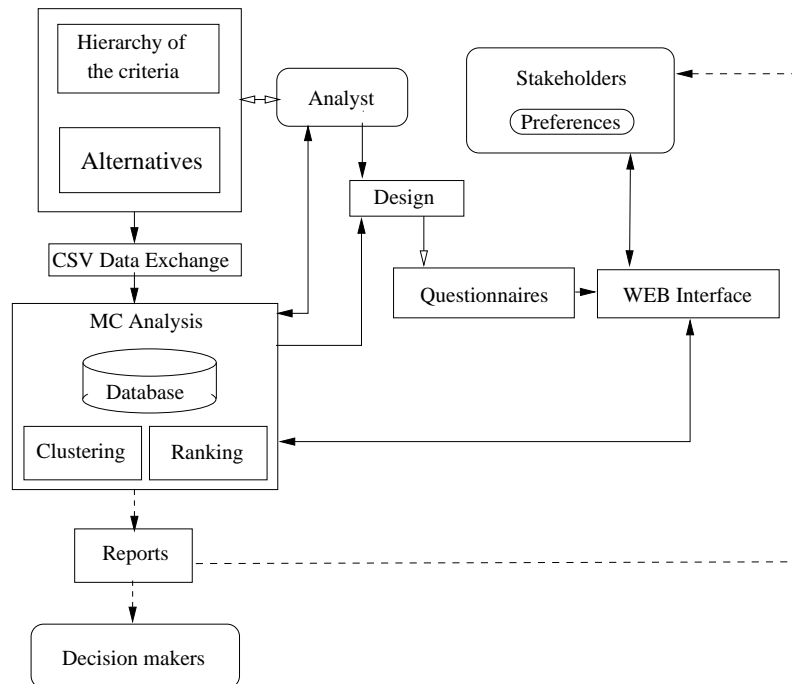 Hierarchy of
the criteria
Analyst
Stakeholders
Preferences
Alternatives
Design
CSV Data Exchange
Questionnaires
WEB Interface
MC Analysis
Database
Clustering
Ranking
Reports
Decision makers